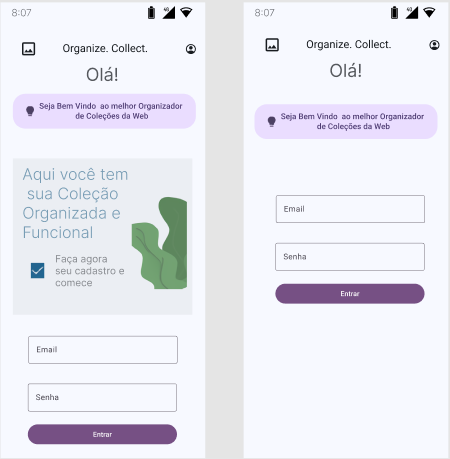 8:07
4G
Organize. Collect.
Olá!
Seja Bem Vindo ao melhor Organizador
de Coleções da Web
Aqui você tem
sua Coleção
Organizada e
Funcional
Faça agora
seu cadastro e
comece
Email
Senha
Entrar
8:07
4G
Organize. Collect.
Olá!
Seja Bem Vindo ao melhor Organizador
de Coleções da Web
Email
Senha
Entrar